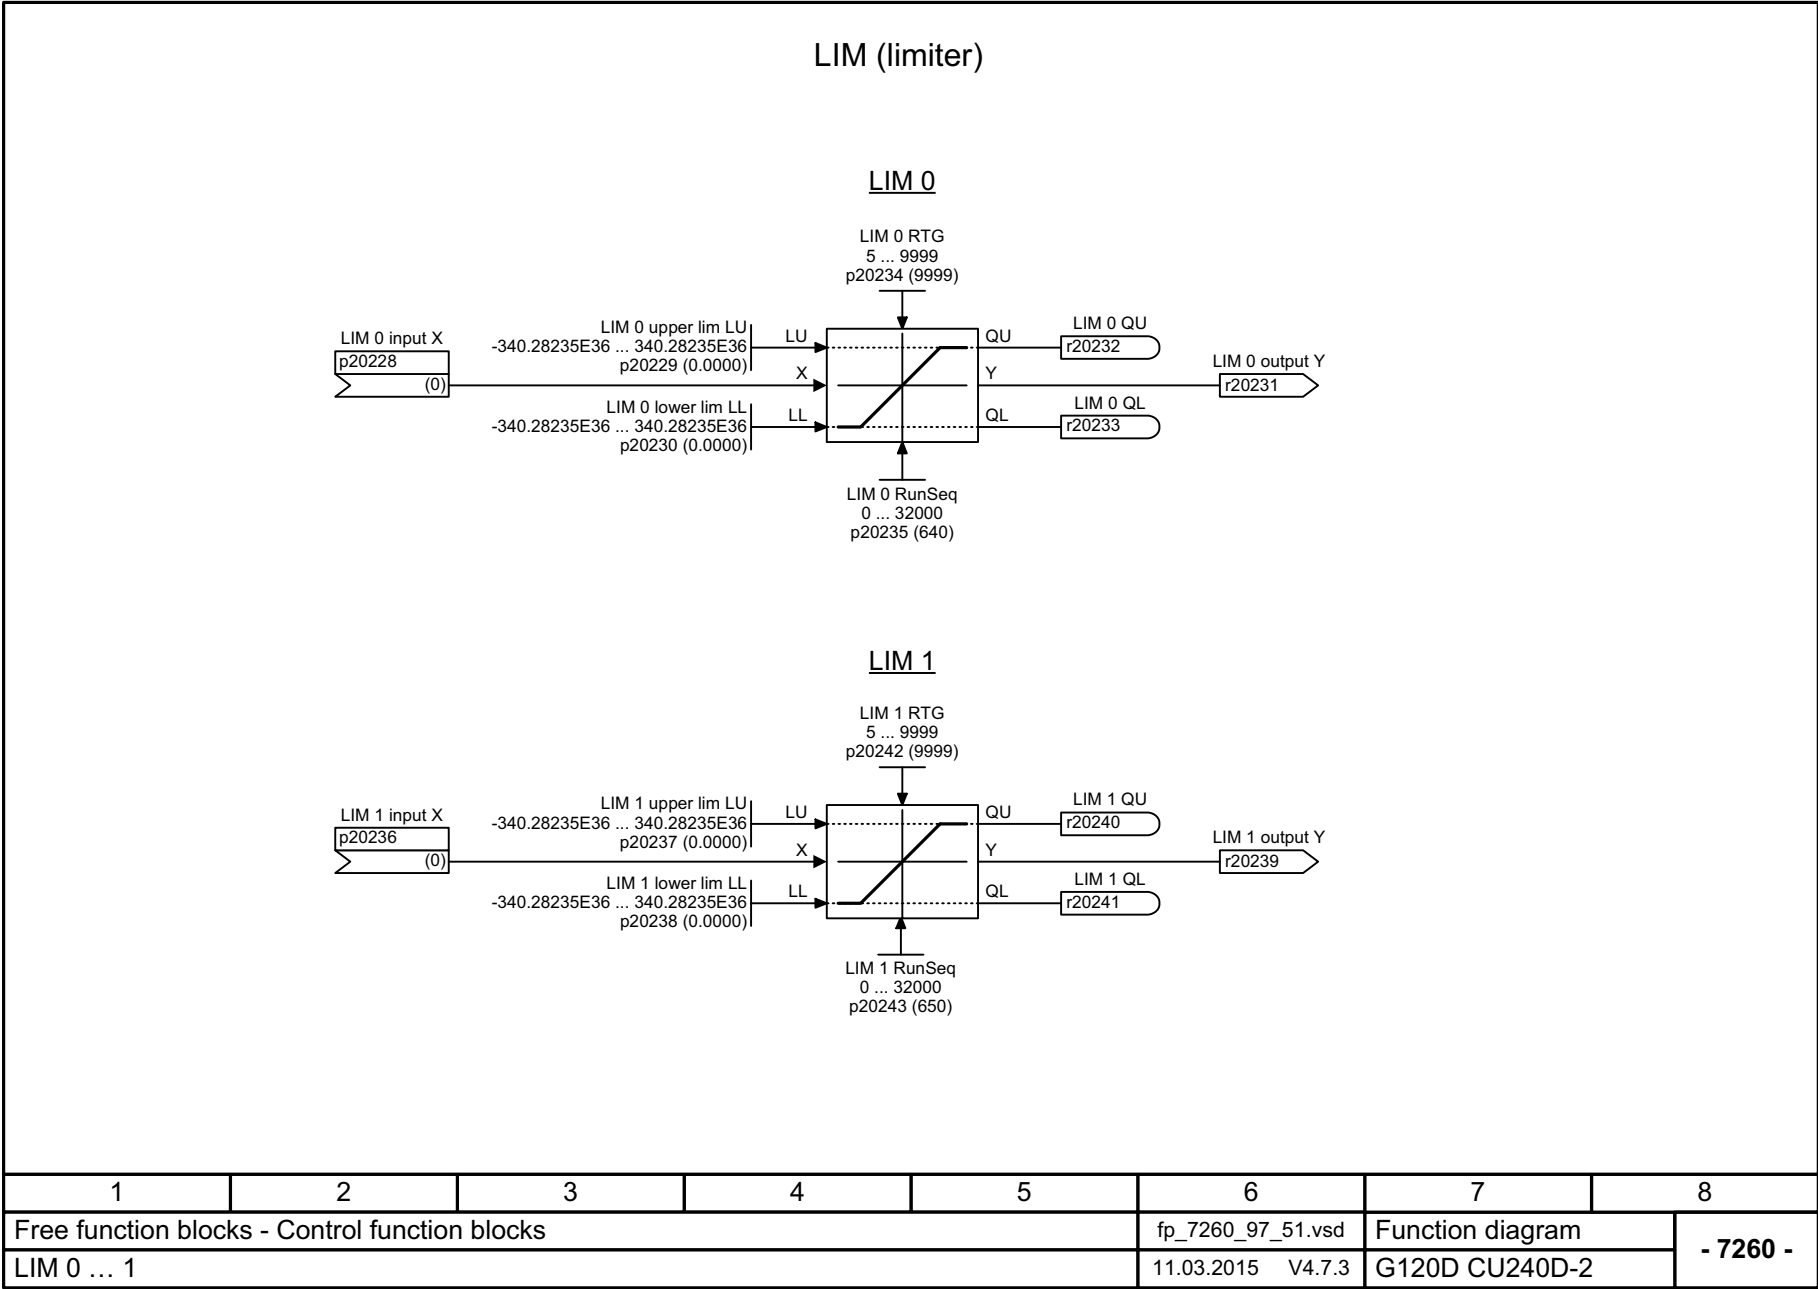 LIM (limiter)
LIM 0
LIM 0 RTG
5 ... 9999
p20234 (9999)
LIM 0 input X
p20228
(0)
LIM 0 upper lim LU
-340.28235E36 ... 340.28235E36
p20229 (0.0000)
LIM 0 lower lim LL
-340.28235E36 ... 340.28235E36
p20230 (0.0000)
LU
X
LL
QU
Y
QL
LIM 0 QU
r20232
LIM 0 output Y
r20231
LIM 0 QL
r20233
LIM 0 RunSeq
0 ... 32000
p20235 (640)
LIM 1
LIM 1 RTG
5 ... 9999
p20242 (9999)
LIM 1 input X
p20236
(0)
LIM 1 upper lim LU
-340.28235E36 ... 340.28235E36
p20237 (0.0000)
LIM 1 lower lim LL
-340.28235E36 ... 340.28235E36
p20238 (0.0000)
LU
X
LL
QU
Y
QL
LIM 1 QU
r20240
LIM 1 output Y
r20239
LIM 1 QL
r20241
LIM 1 RunSeq
0 ... 32000
p20243 (650)
1 2 3 4 5 6 7 8
Free function blocks - Control function blocks fp_7260_97_51.vsd Function diagram
- 7260 -
LIM 0 … 1 11.03.2015 V4.7.3 G120D CU240D-2